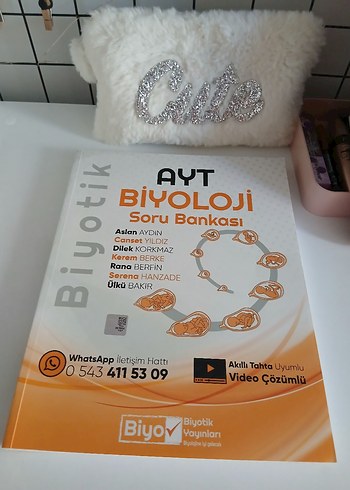 Cute
Biyotik
AYT
BİYOLOJİ
Soru Bankası
Aslan AYDIN
Canset YILDIZ
Dilek KORKMAZ
Kerem BERKE
Rana BERFİN
Serena HANZADE
Ülkü BAKIR
WhatsApp İletişim Hattı
0 543 411 53 09
Akıllı Tahta Uyumlu
Video Çözümlü
Biyo
Biyotik
Yayınları